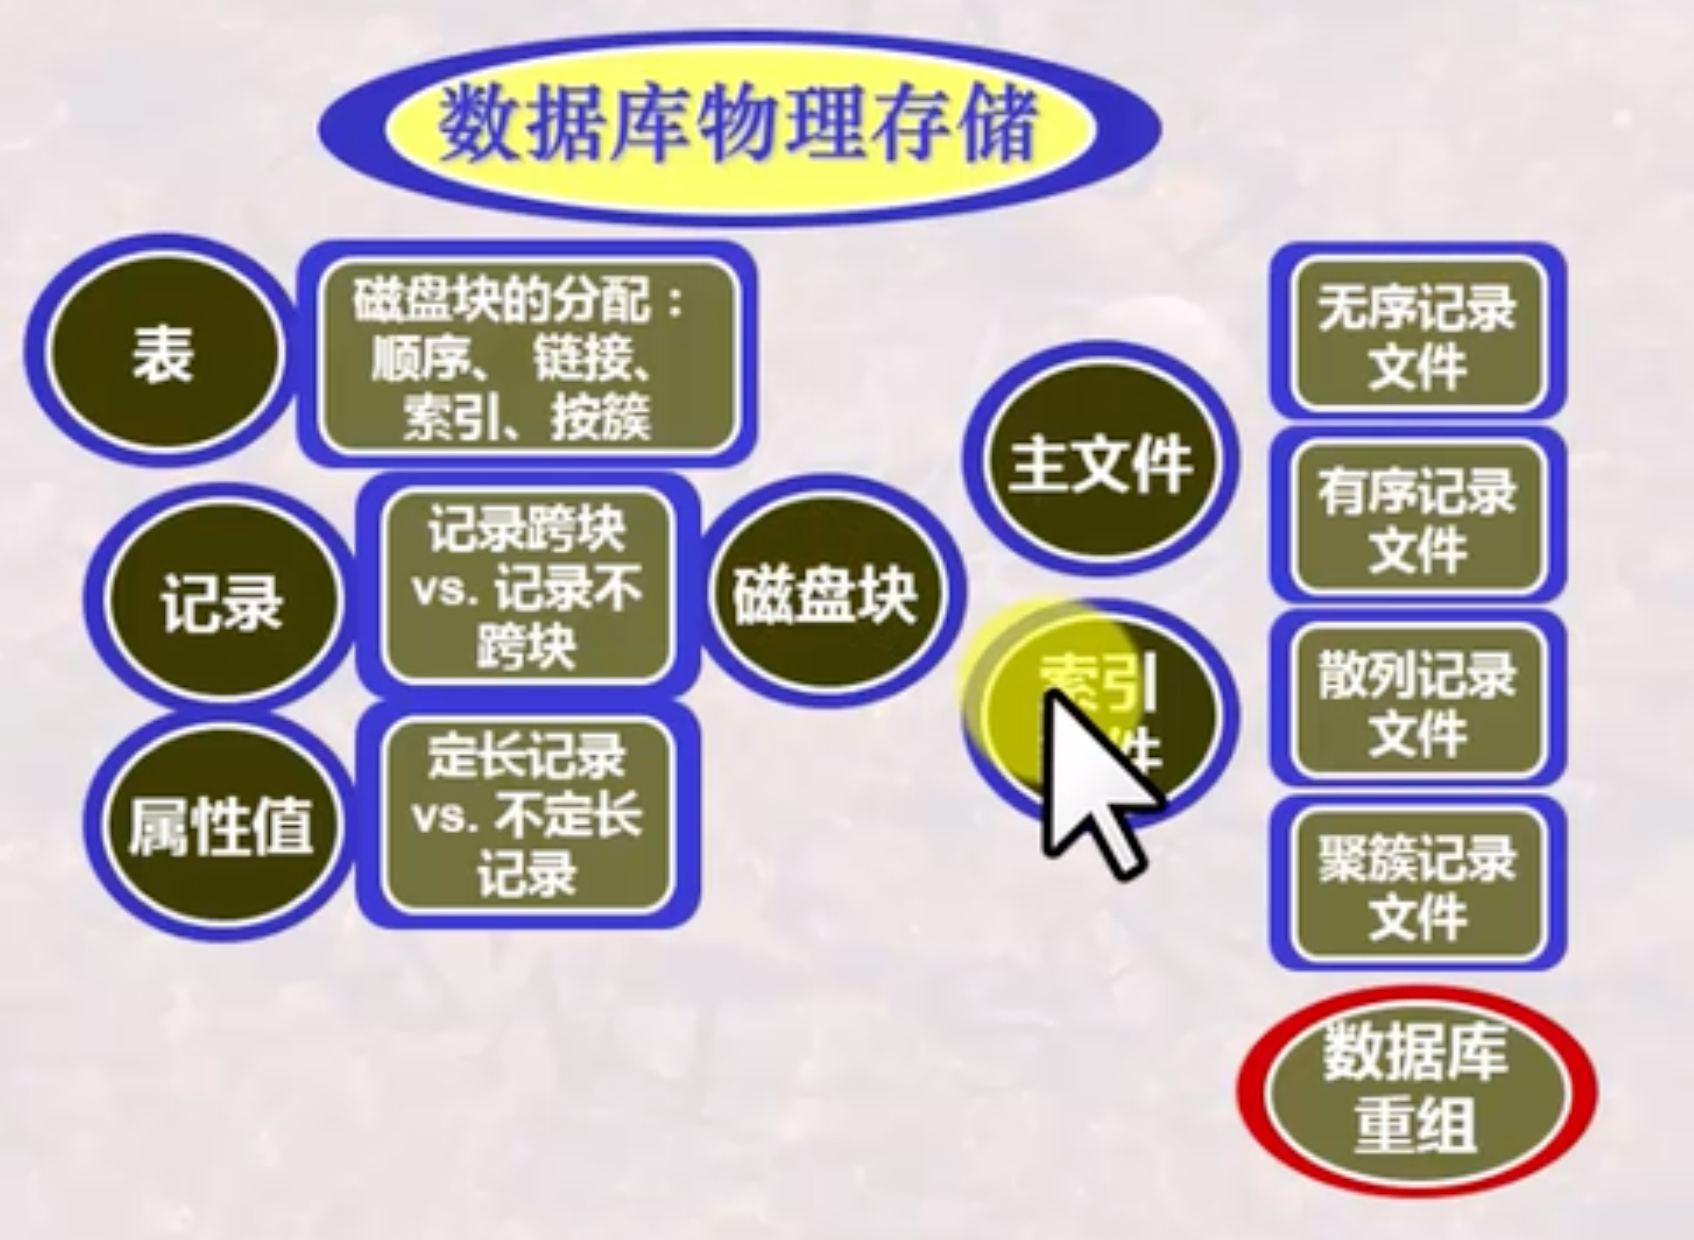 数据库物理存储
表
磁盘块的分配：
顺序、 链接、
索引、按簇
记录
记录跨块
vs. 记录不
跨块
属性值
定长记录
vs. 不定长
记录
磁盘块
主文件
索引
件
无序记录
文件
有序记录
文件
散列记录
文件
聚簇记录
文件
数据库
重组